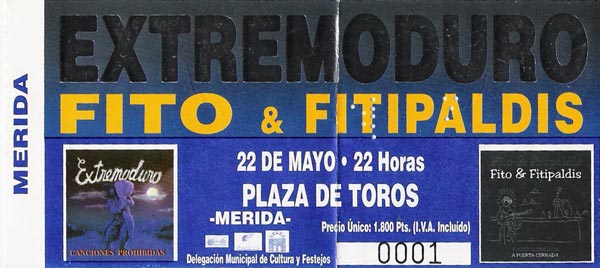 MERIDA
EXTREMODURO
FITO & FITIPALDIS
Extremoduro
CANCIONES PROHIBIDAS
22 DE MAYO · 22 Horas
PLAZA DE TOROS
-MERIDA-
Precio Único: 1.800 Pts. (I.V.A. Incluído)
0001
Delegación Municipal de Cultura y Festejos
Fito & Fitipaldis
A PUERTA CERRADA